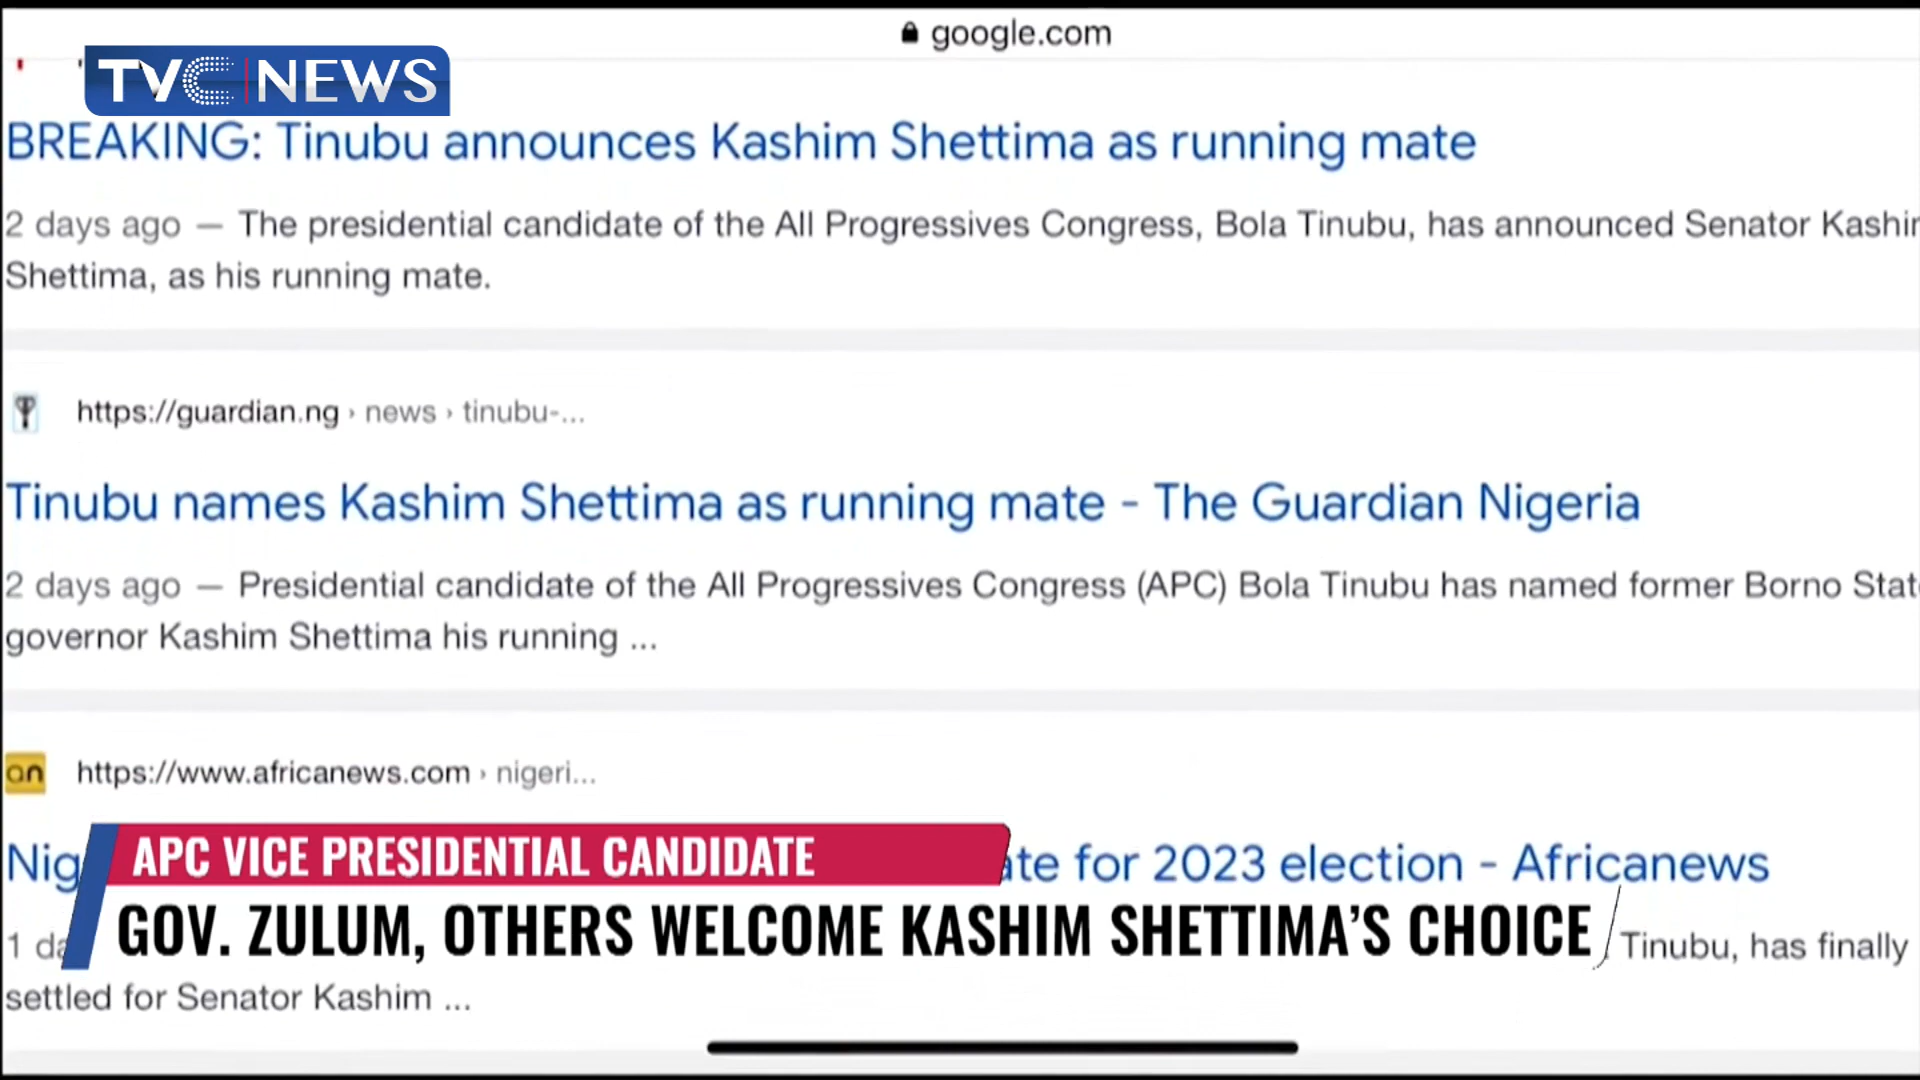 google.com
TVC NEWS
BREAKING: Tinubu announces Kashim Shettima as running mate
2 days ago — The presidential candidate of the All Progressives Congress, Bola Tinubu, has announced Senator
Shettima, as his running mate.
https://guardian.ng › news › tinubu-...
Tinubu names Kashim Shettima as running mate - The Guardian Nigeria
2 days ago — Presidential candidate of the All Progressives Congress (APC) Bola Tinubu has named former Borno
governor Kashim Shettima his running ...
an https://www.africanews.com › nigeri...
for 2023 election - Africanews
APC VICE PRESIDENTIAL CANDIDATE
GOV. ZULUM, OTHERS WELCOME KASHIM SHETTIMA'S CHOICE
1 Tinubu, has finally
settled for Senator Kashim ...